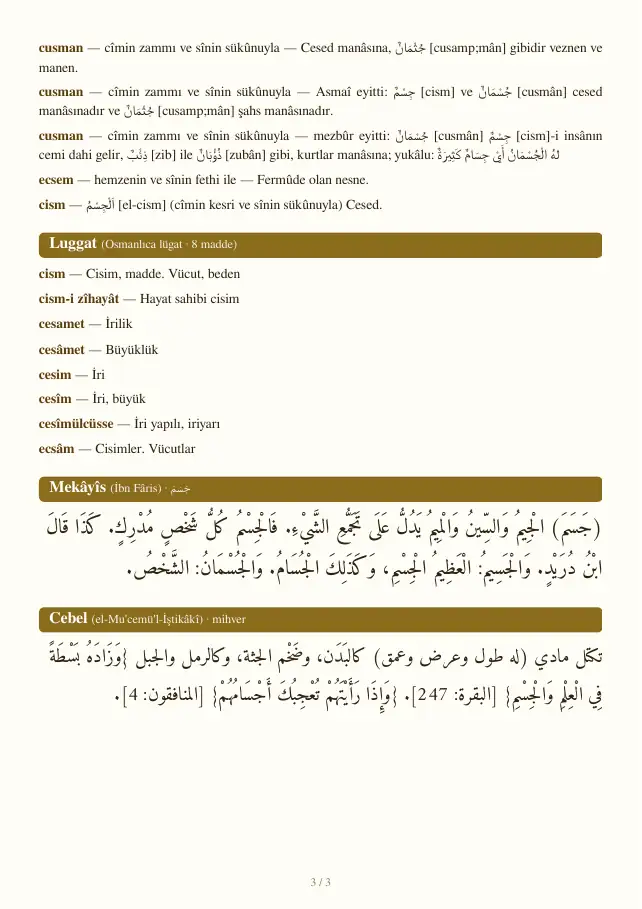 cusman — cîmin zammı ve sînin sükûnuyla — Cesed manâsına, جُثْمَانٌ [cusamp;mân] gibidir veznen ve
manen.
cusman — cîmin zammı ve sînin sükûnuyla — Asmaî eyitti: جِسْمٌ [cism] ve جُسْمَانٌ [cusmân] cesed
manâsınadır ve جُثْمَانٌ [cusamp;mân] şahs manâsınadır.
cusman — cîmin zammı ve sînin sükûnuyla — mezbûr eyitti: جُسْمَانٌ [cusmân] جِسْمٌ [cism]-i insânın
cemi dahi gelir, ذِئْبٌ [zib] ile ذُؤْبَانٌ [zubân] gibi, kurtlar manâsına; yukâlu: لهُ الْجُسْمَانُ أَيْ جِسَامٌ كَثِيرَةٌ
ecsem — hemzenin ve sînin fethi ile — Fermûde olan nesne.
cism — اَلْجِسْمُ [el-cism] (cîmin kesri ve sînin sükûnuyla) Cesed.
Luggat (Osmanlıca lügat · 8 madde)
cism — Cisim, madde. Vücut, beden
cism-i zîhayât — Hayat sahibi cisim
cesamet — İrilik
cesâmet — Büyüklük
cesim — İri
cesîm — İri, büyük
cesîmülcüsse — İri yapılı, iriyarı
ecsâm — Cisimler. Vücutlar
Mekâyîs (İbn Fâris) · جَسَمَ
(جَسَمَ) الْجِيمُ وَالسِّينُ وَالْمِيمُ يَدُلُّ عَلَى تَجَمُّعِ الشَّيْءِ. فَالْجِسْمُ كُلُّ شَخْصٍ مُدْرِكٍ. كَذَا قَالَ
ابْنُ دُرَيْدٍ. وَالْجَسِيمُ: الْعَظِيمُ الْجِسْمِ، وَكَذَلِكَ الْجُسَامُ. وَالْجُسْمَانُ: الشَّخْصُ.
Cebel (el-Mu'cemü'l-İştikâkî) · mihver
تكتّل مادي (له طول وعرض وعمق) كالبَدَن، وضَخْم الجثة، وكالرمل والجبل {وَزَادَهُ بَسْطَةً
فِي الْعِلْمِ وَالْجِسْمِ} [البقرة: 247]. {وَإِذَا رَأَيْتَهُمْ تُعْجِبُكَ أَجْسَامُهُمْ} [المنافقون: 4].
3 / 3